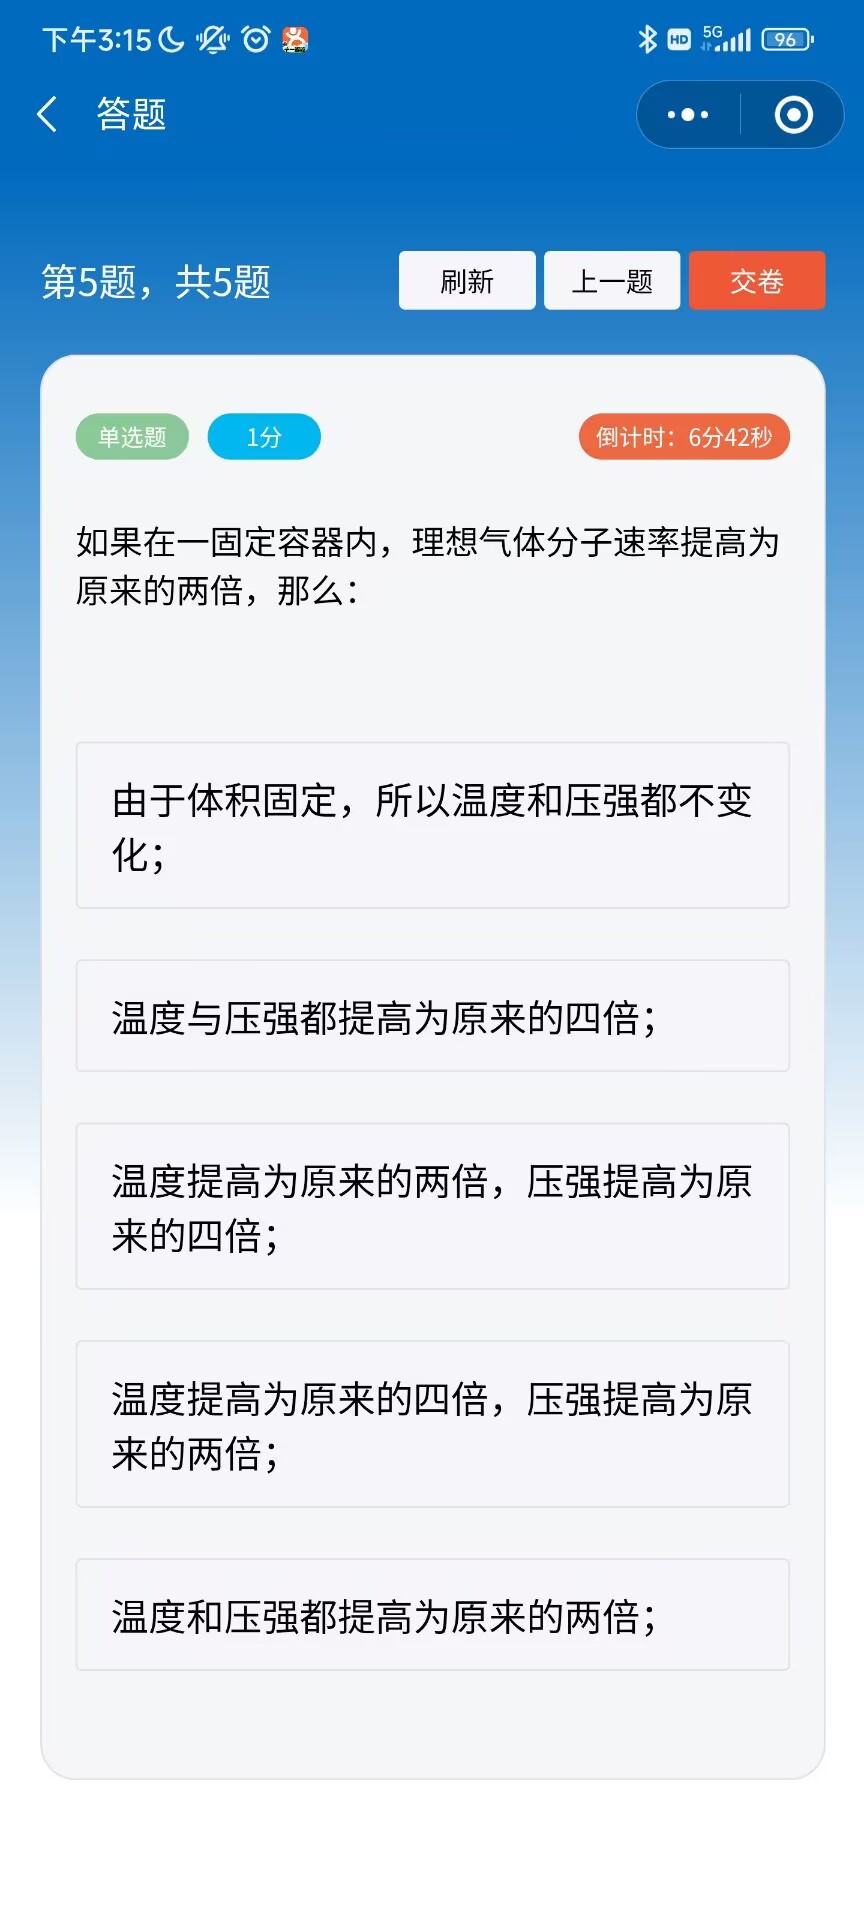 下午3:15
HD 5G 96
答题
第5题，共5题 刷新 上一题 交卷
单选题 1分 倒计时：6分42秒
如果在一固定容器内，理想气体分子速率提高为
原来的两倍，那么：
由于体积固定，所以温度和压强都不变
化；
温度与压强都提高为原来的四倍；
温度提高为原来的两倍，压强提高为原
来的四倍；
温度提高为原来的四倍，压强提高为原
来的两倍；
温度和压强都提高为原来的两倍；